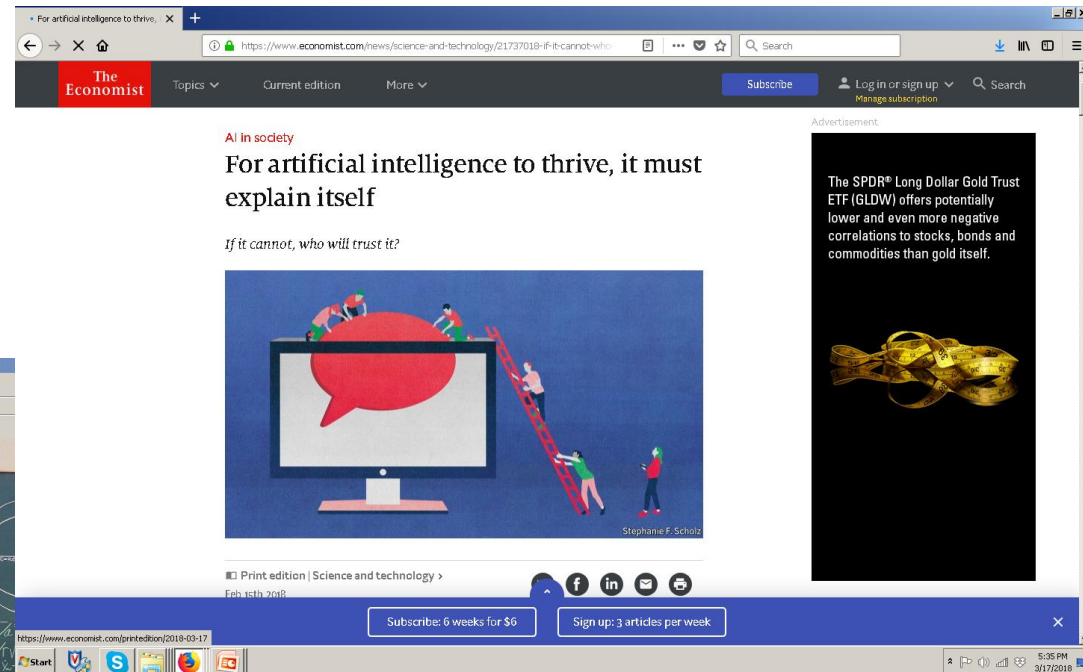 For artificial intelligence to thrive,
https://www.economist.com/news/science-and-technology/21737018-if-it-cannot-who-
Search
The
Economist
Topics
Current edition
More
Subscribe
Log in or sign up
Manage subscription
Search
Advertisement
AI in society
For artificial intelligence to thrive, it must
explain itself
If it cannot, who will trust it?
Stephanie F. Scholz
The SPDR® Long Dollar Gold Trust
ETF (GLDW) offers potentially
lower and even more negative
correlations to stocks, bonds and
commodities than gold itself.
Print edition | Science and technology ›
Feb 15th 2018
Subscribe: 6 weeks for $6
Sign up: 3 articles per week
https://www.economist.com/printedition/2018-03-17
Start
5:35 PM
3/17/2018